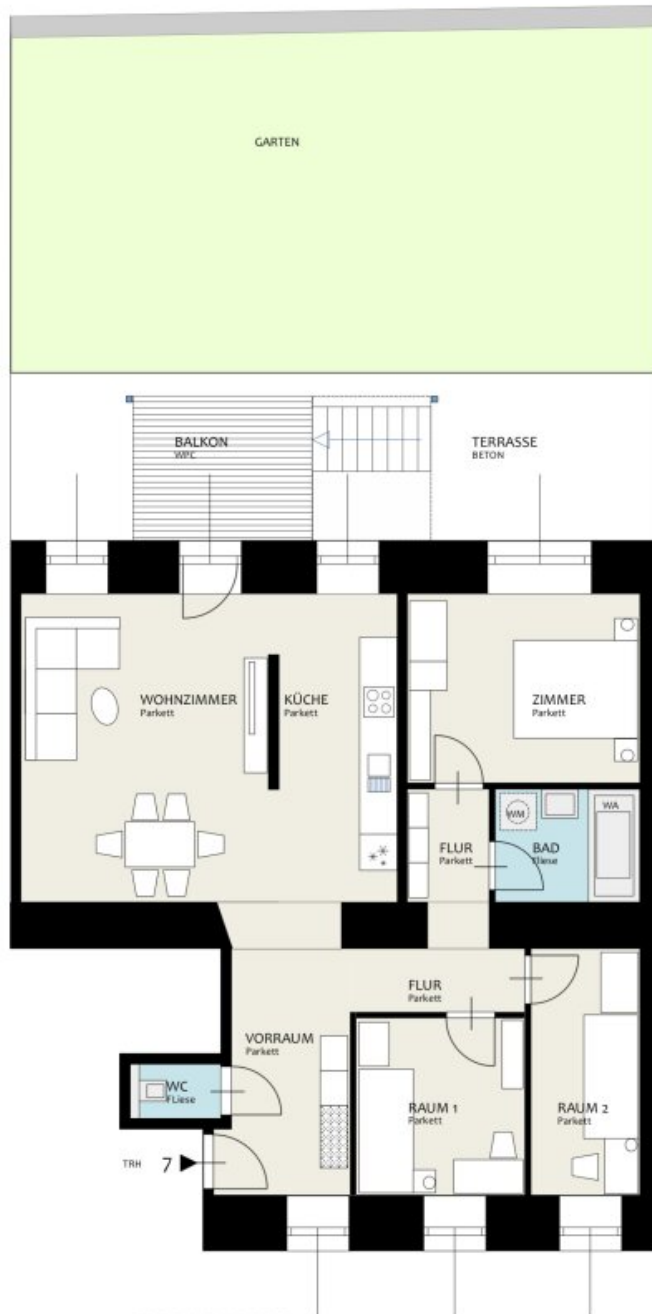 GARTEN
BALKON
WPC
TERRASSE
BETON
WOHNZIMMER
Parkett
KÜCHE
Parkett
ZIMMER
Parkett
WM
WA
FLUR
Parkett
BAD
Fliese
FLUR
Parkett
VORRAUM
Parkett
WC
FLiese
RAUM 1
Parkett
RAUM 2
Parkett
TRH 7